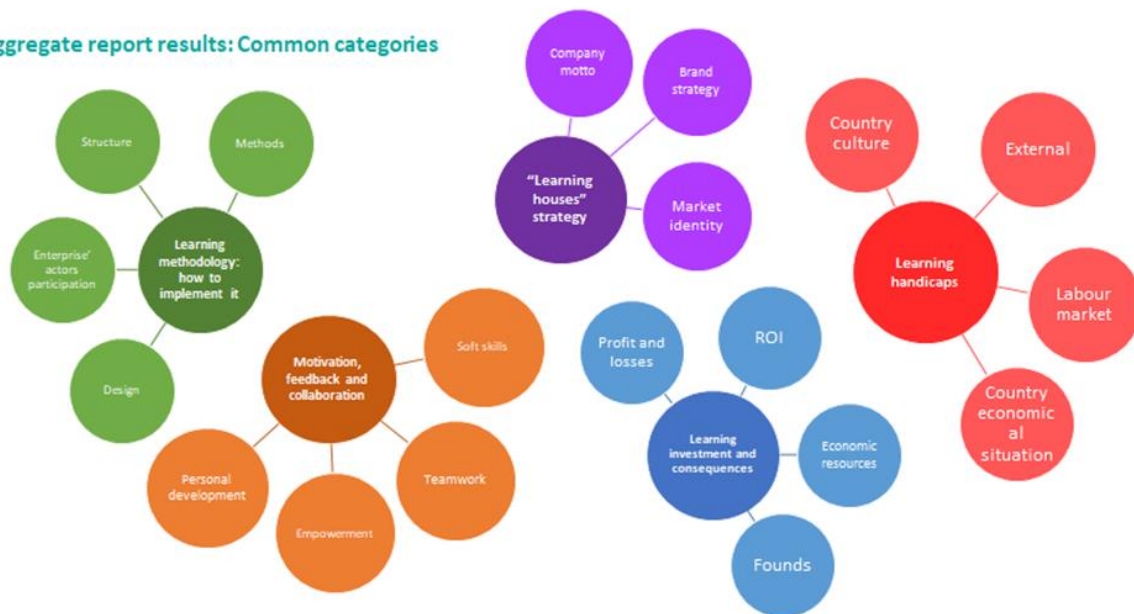 ggregate report results: Common categories
Structure
Methods
Enterprise'
actors
participation
Design
Learning
methodology:
how to
implement it
Company
motto
Brand
strategy
"Learning
houses"
strategy
Market
identity
Country
culture
External
Learning
handicaps
Labour
market
Country
economic
al
situation
Motivation,
feedback and
collaboration
Soft skills
Personal
development
Empowerment
Teamwork
Profit and
losses
ROI
Learning
investment and
consequences
Economic
resources
Founds